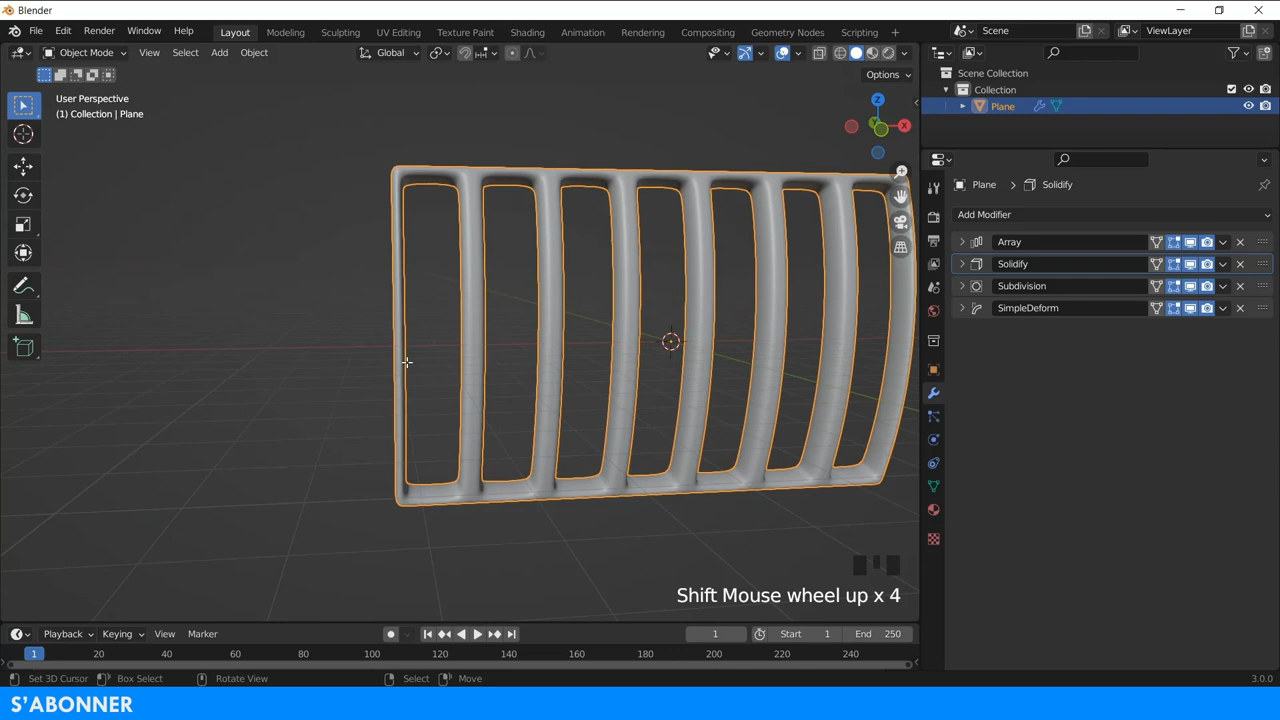 Blender
File Edit Render Window Help Layout Modeling Sculpting UV Editing Texture Paint Shading Animation Rendering Compositing Geometry Nodes Scripting Scene ViewLayer
Object Mode View Select Add Object Global
Options
User Perspective
(1) Collection | Plane
Z
X
Y
Scene Collection
Collection
Plane
Plane Solidify
Add Modifier
Array
Solidify
Subdivision
SimpleDeform
Shift Mouse wheel up x 4
Playback Keying View Marker 1 Start 1 End 250
1 20 40 60 80 100 120 140 160 180 200 220 240
Set 3D Cursor Box Select Rotate View Select Move 3.0.0
S'ABONNER